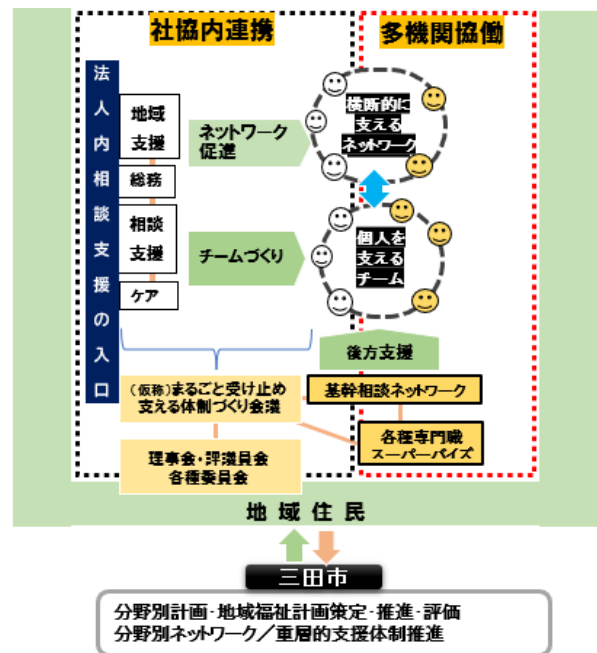 社協内連携
多機関協働
法人内相談支援の入口
地域
支援
総務
相談
支援
ケア
ネットワーク
促進
チームづくり
横断的に
支える
ネットワーク
個人を
支える
チーム
後方支援
(仮称)まるごと受け止め
支える体制づくり会議
基幹相談ネットワーク
理事会・評議員会
各種委員会
各種専門職
スーパーバイズ
地域住民
三田市
分野別計画・地域福祉計画策定・推進・評価
分野別ネットワーク／重層的支援体制推進